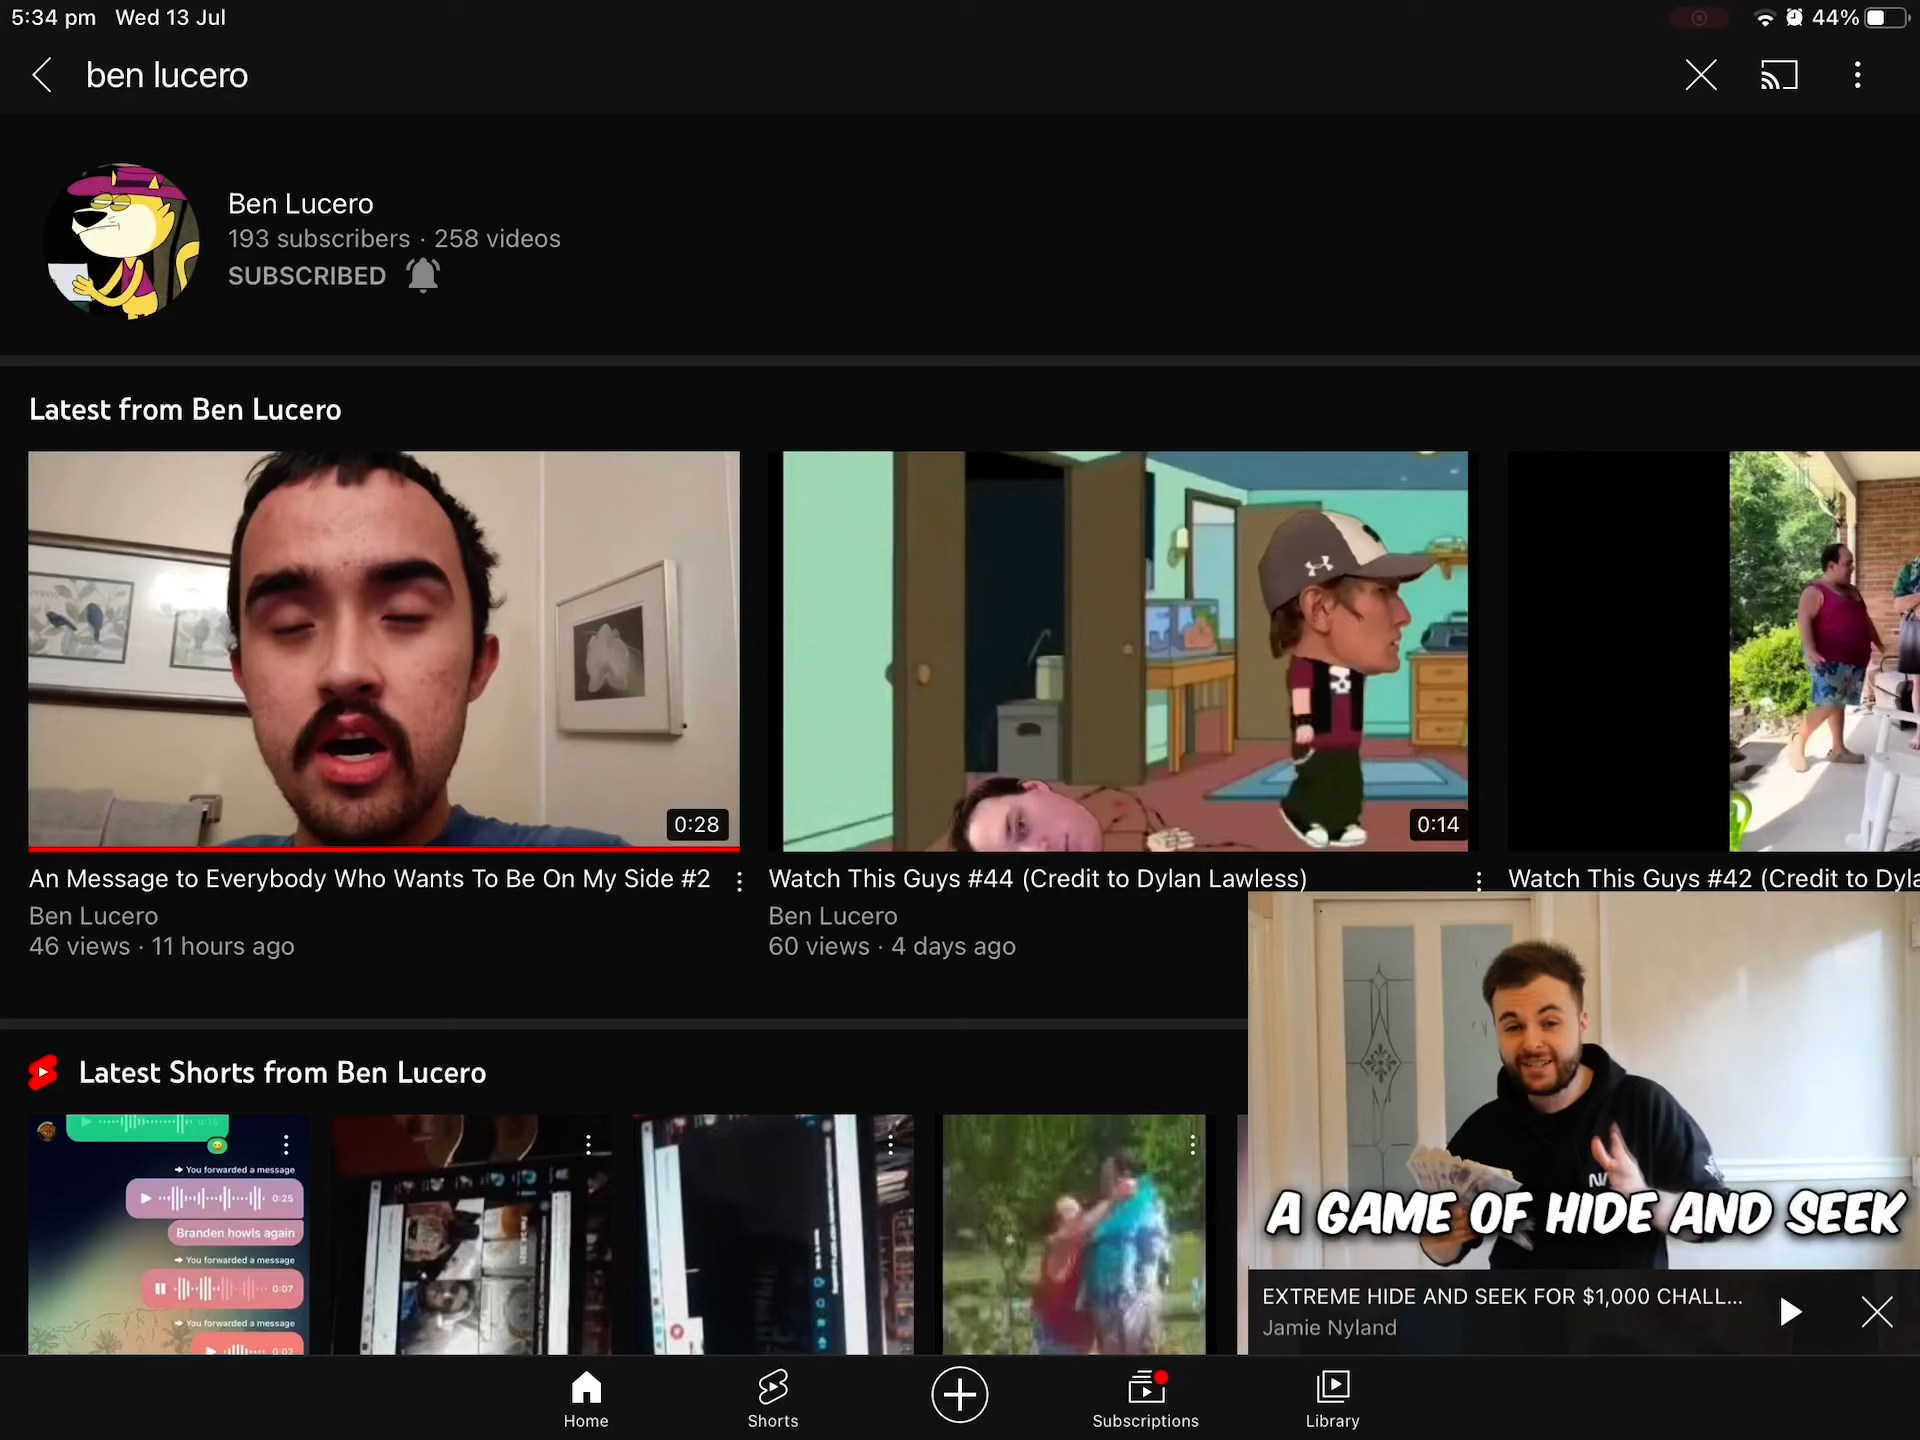 5:34 pm Wed 13 Jul
44%
ben lucero
Ben Lucero
193 subscribers · 258 videos
SUBSCRIBED
Latest from Ben Lucero
0:28
0:14
An Message to Everybody Who Wants To Be On My Side #2
Ben Lucero
46 views · 11 hours ago
Watch This Guys #44 (Credit to Dylan Lawless)
Ben Lucero
60 views · 4 days ago
Watch This Guys #42 (Credit to Dyla
Latest Shorts from Ben Lucero
You forwarded a message
0:25
Branden howls again
You forwarded a message
0:07
You forwarded a message
0:02
A GAME OF HIDE AND SEEK
EXTREME HIDE AND SEEK FOR $1,000 CHALL...
Jamie Nyland
Home
Shorts
Subscriptions
Library